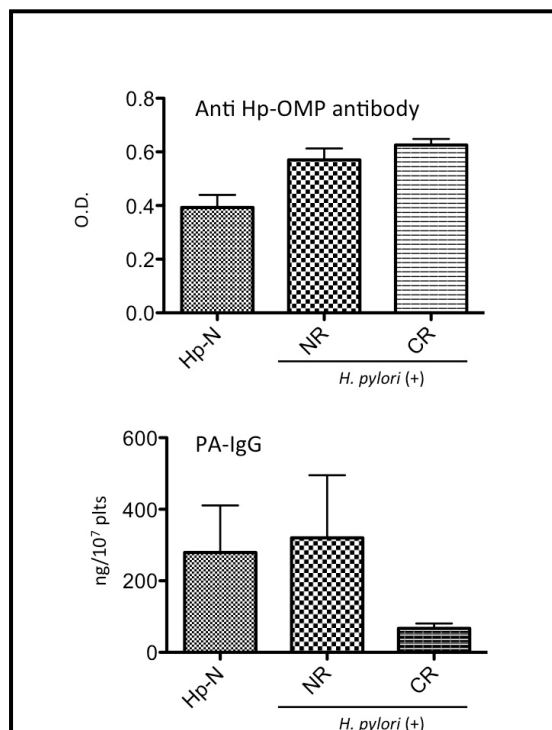 Anti Hp-OMP antibody
0.8
0.6
0.4
0.2
0.0
O.D.
Hp-N
NR
CR
H. pylori (+)
PA-IgG
600
400
200
0
ng/10⁷ plts
Hp-N
NR
CR
H. pylori (+)